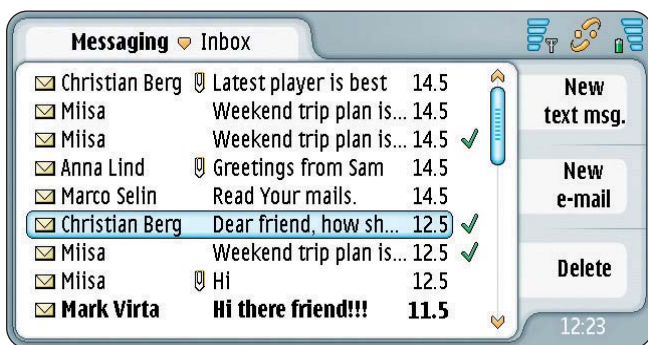 Messaging Inbox
Christian Berg Latest player is best 14.5
Miisa Weekend trip plan is... 14.5
Miisa Weekend trip plan is... 14.5
Anna Lind Greetings from Sam 14.5
Marco Selin Read Your mails. 14.5
Christian Berg Dear friend, how sh... 12.5
Miisa Weekend trip plan is... 12.5
Miisa Hi 12.5
Mark Virta Hi there friend!!! 11.5
New
text msg.
New
e-mail
Delete
12:23